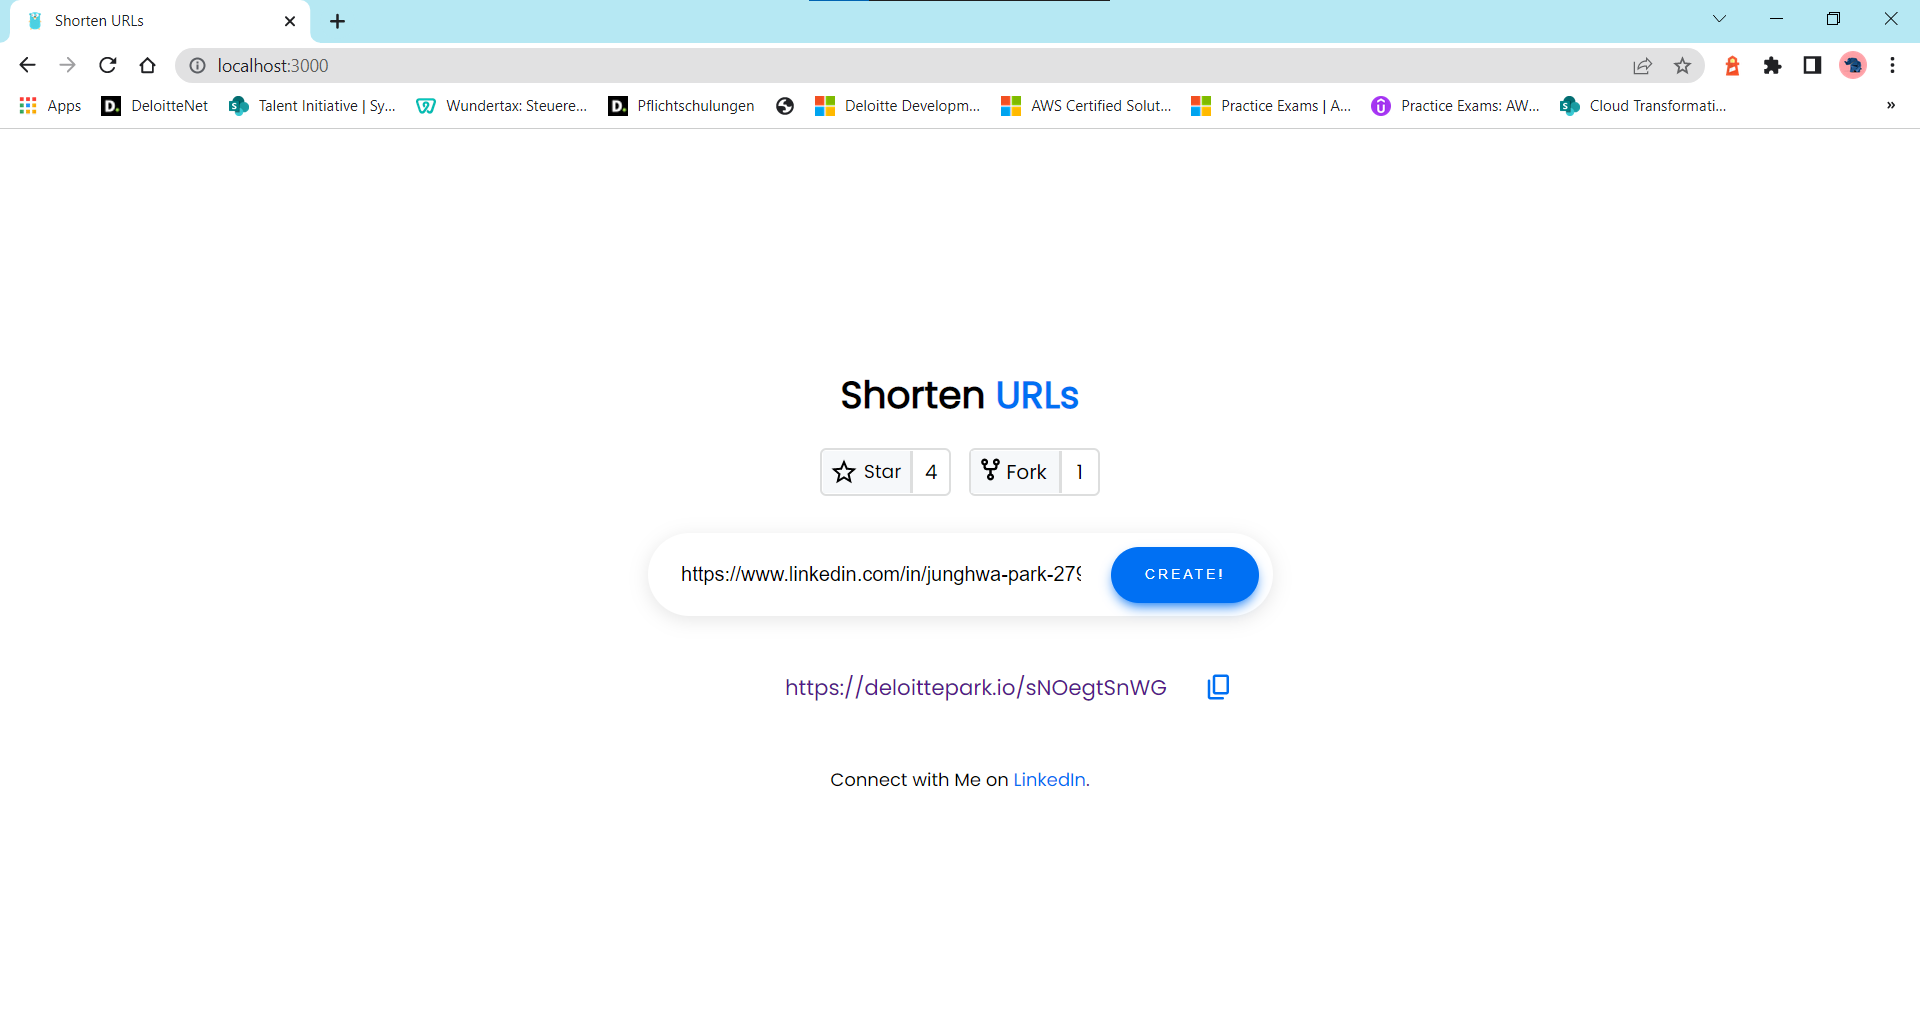 Shorten URLs
localhost:3000
Apps DeloitteNet Talent Initiative | Sy... Wundertax: Steuere... Pflichtschulungen Deloitte Developm... AWS Certified Solut... Practice Exams | A... Practice Exams: AW... Cloud Transformati... »
Shorten URLs
Star 4 Fork 1
https://www.linkedin.com/in/junghwa-park-279 CREATE!
https://deloittepark.io/sNOegtSnWG
Connect with Me on LinkedIn.